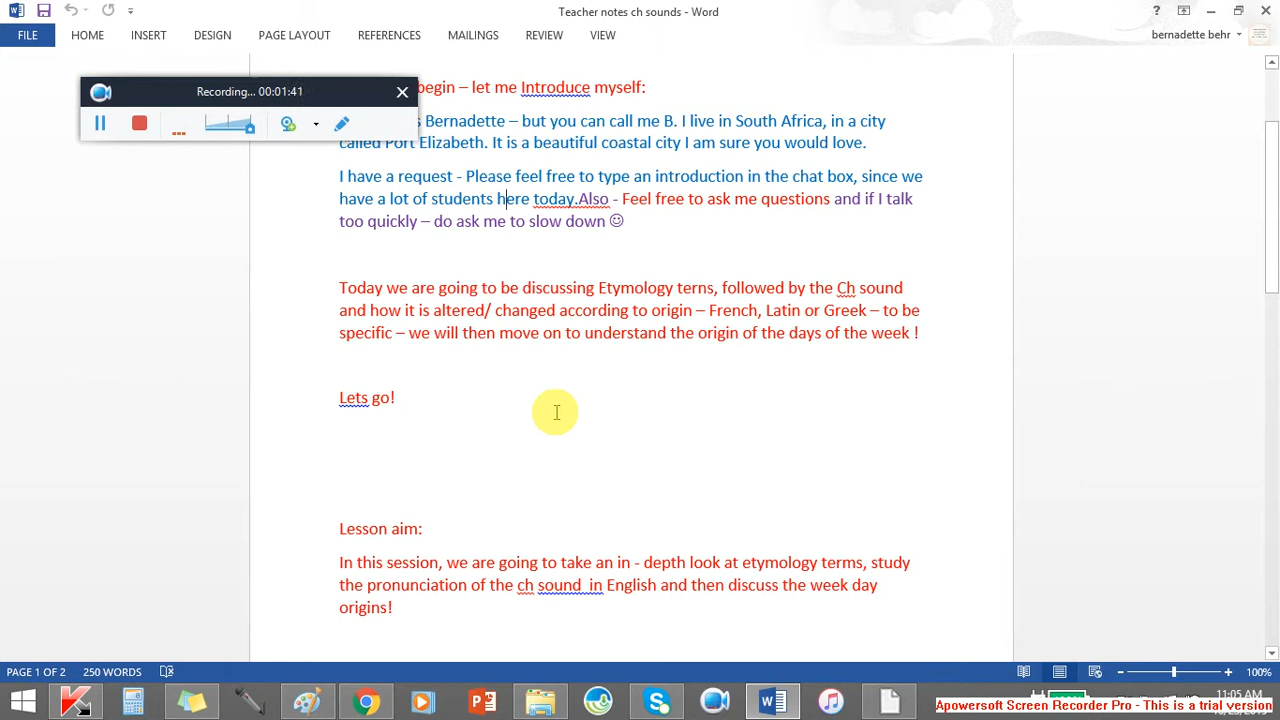 Teacher notes ch sounds - Word
FILE HOME INSERT DESIGN PAGE LAYOUT REFERENCES MAILINGS REVIEW VIEW bernadette behr
Recording... 00:01:41
begin – let me Introduce myself:
Bernadette – but you can call me B. I live in South Africa, in a city
called Port Elizabeth. It is a beautiful coastal city I am sure you would love.
I have a request - Please feel free to type an introduction in the chat box, since we
have a lot of students here today.Also - Feel free to ask me questions and if I talk
too quickly – do ask me to slow down ☺
Today we are going to be discussing Etymology terns, followed by the Ch sound
and how it is altered/ changed according to origin – French, Latin or Greek – to be
specific – we will then move on to understand the origin of the days of the week !
Lets go!
Lesson aim:
In this session, we are going to take an in - depth look at etymology terms, study
the pronunciation of the ch sound in English and then discuss the week day
origins!
PAGE 1 OF 2 250 WORDS 100%
11:05 AM
Apowersoft Screen Recorder Pro - This is a trial version